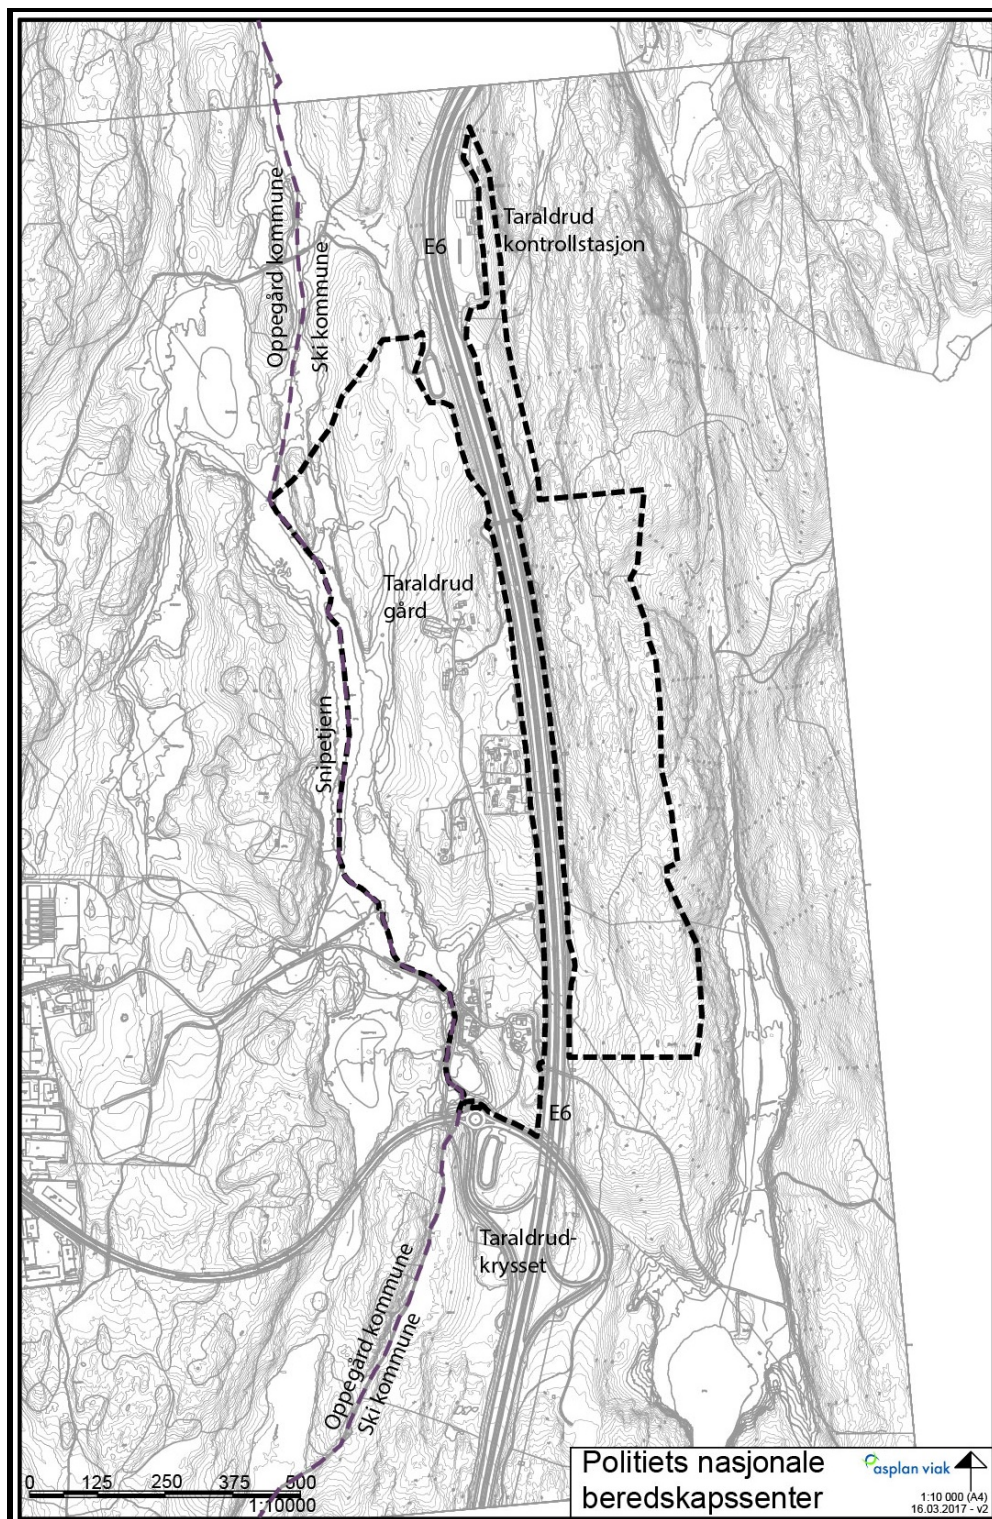 Taraldrud
kontrollstasjon
E6
Oppegård kommune
Ski kommune
Taraldrud
gård
Snipetjern
E6
Taraldrud-
krysset
Oppegård kommune
Ski kommune
0 125 250 375 500
1:10000
Politiets nasjonale
beredskapssenter
asplan viak
1:10 000 (A4)
16.03.2017 - v2